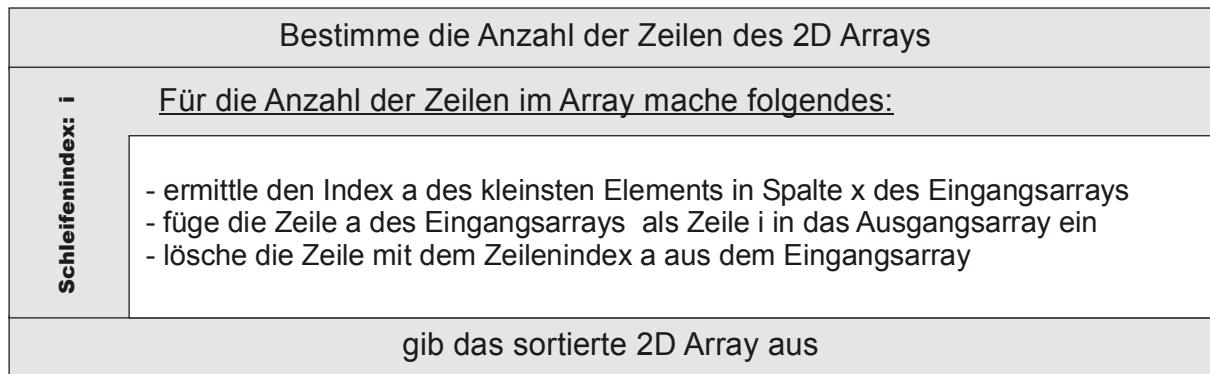 Bestimme die Anzahl der Zeilen des 2D Arrays
Schleifenindex: i
Für die Anzahl der Zeilen im Array mache folgendes:
- ermittle den Index a des kleinsten Elements in Spalte x des Eingangsarrays
- füge die Zeile a des Eingangsarrays als Zeile i in das Ausgangsarray ein
- lösche die Zeile mit dem Zeilenindex a aus dem Eingangsarray
gib das sortierte 2D Array aus